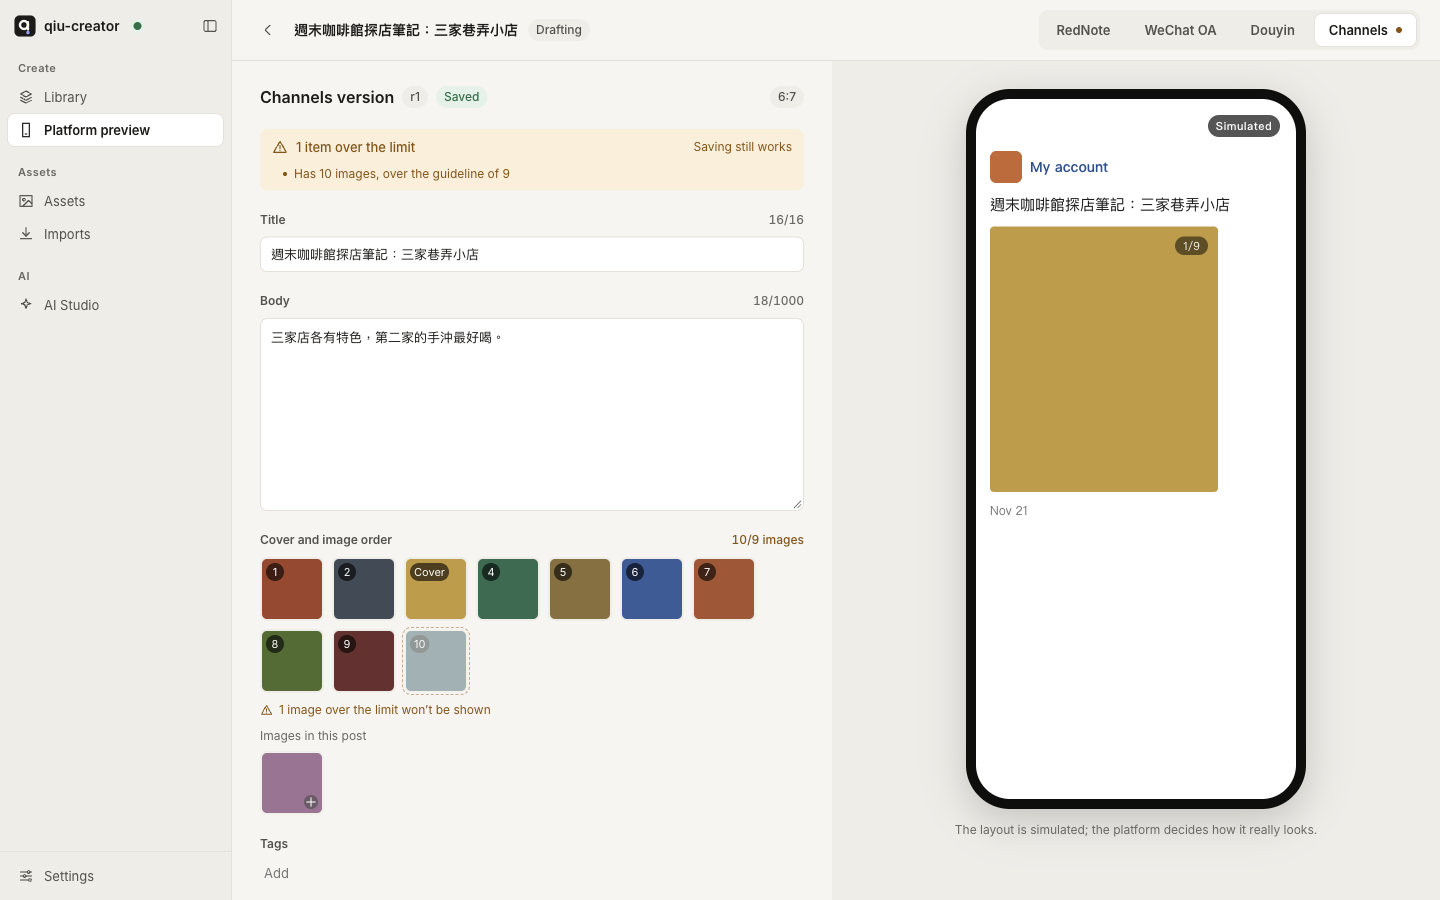 qiu-creator
Create
Library
Platform preview
Assets
Assets
Imports
AI
AI Studio
Settings
週末咖啡館探店筆記：三家巷弄小店
Drafting
RedNote
WeChat OA
Douyin
Channels
Channels version
r1
Saved
6:7
1 item over the limit
Saving still works
Has 10 images, over the guideline of 9
Title
16/16
週末咖啡館探店筆記：三家巷弄小店
Body
18/1000
三家店各有特色，第二家的手沖最好喝。
Cover and image order
10/9 images
1
2
Cover
4
5
6
7
8
9
10
1 image over the limit won't be shown
Images in this post
Tags
Add
Simulated
My account
週末咖啡館探店筆記：三家巷弄小店
1/9
Nov 21
The layout is simulated; the platform decides how it really looks.